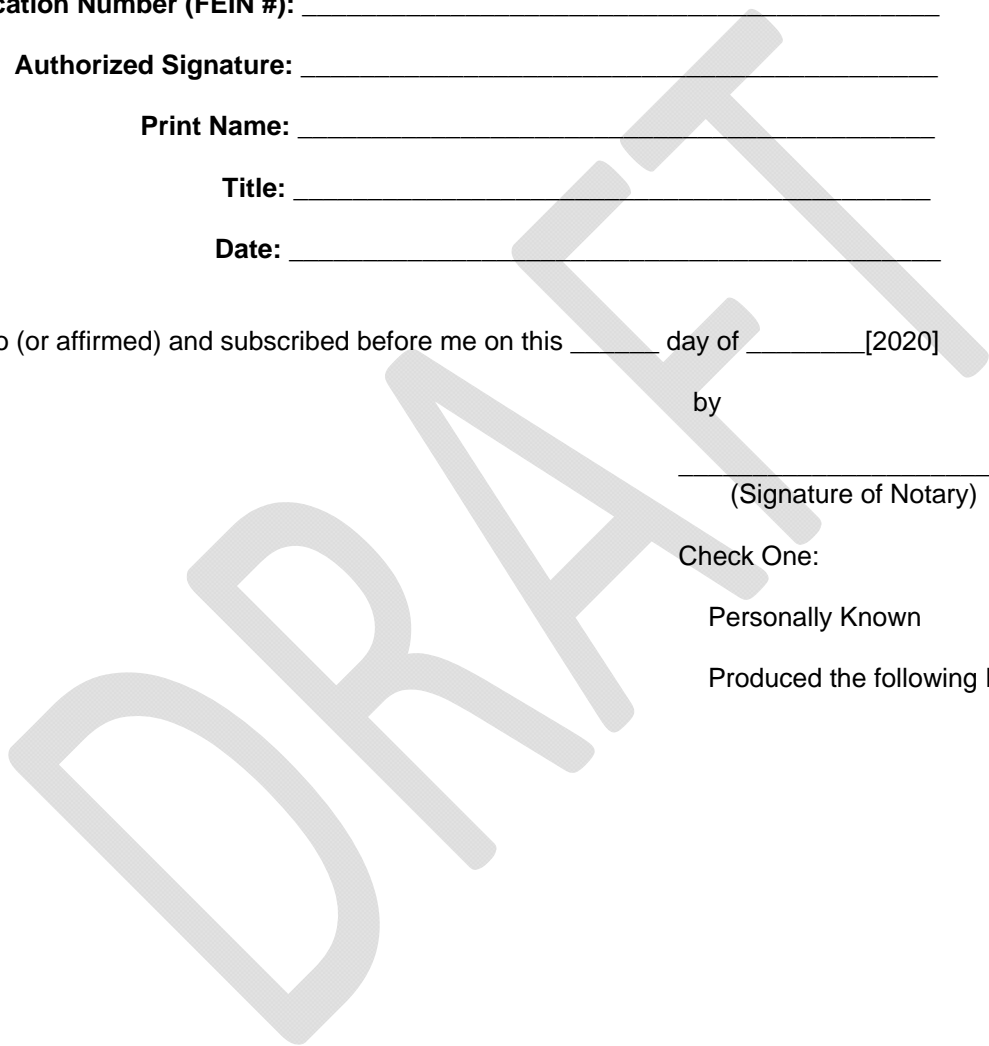 cation Number (FEIN #): ___________________________________________
Authorized Signature: ___________________________________________
Print Name: ___________________________________________
Title: ___________________________________________
Date: ____________________________________________
o (or affirmed) and subscribed before me on this ______ day of ________[2020]
by
_____________________
(Signature of Notary)
Check One:
Personally Known
Produced the following
DRAFT